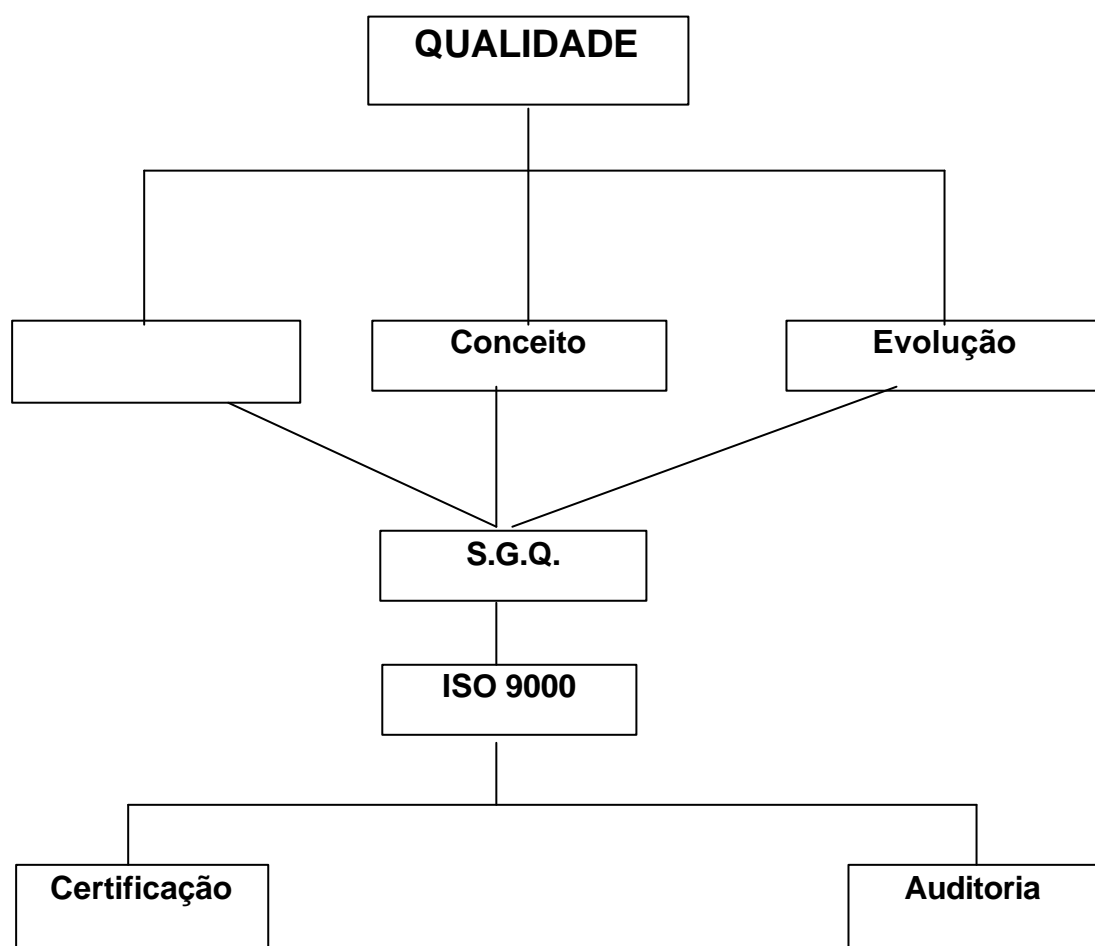 QUALIDADE
Conceito
Evolução
S.G.Q.
ISO 9000
Certificação
Auditoria